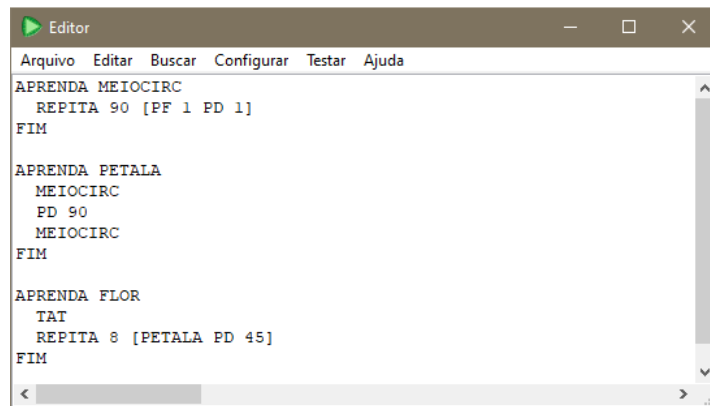 Editor
Arquivo Editar Buscar Configurar Testar Ajuda
APRENDA MEIOCIRC
REPITA 90 [PF 1 PD 1]
FIM
APRENDA PETALA
MEIOCIRC
PD 90
MEIOCIRC
FIM
APRENDA FLOR
TAT
REPITA 8 [PETALA PD 45]
FIM